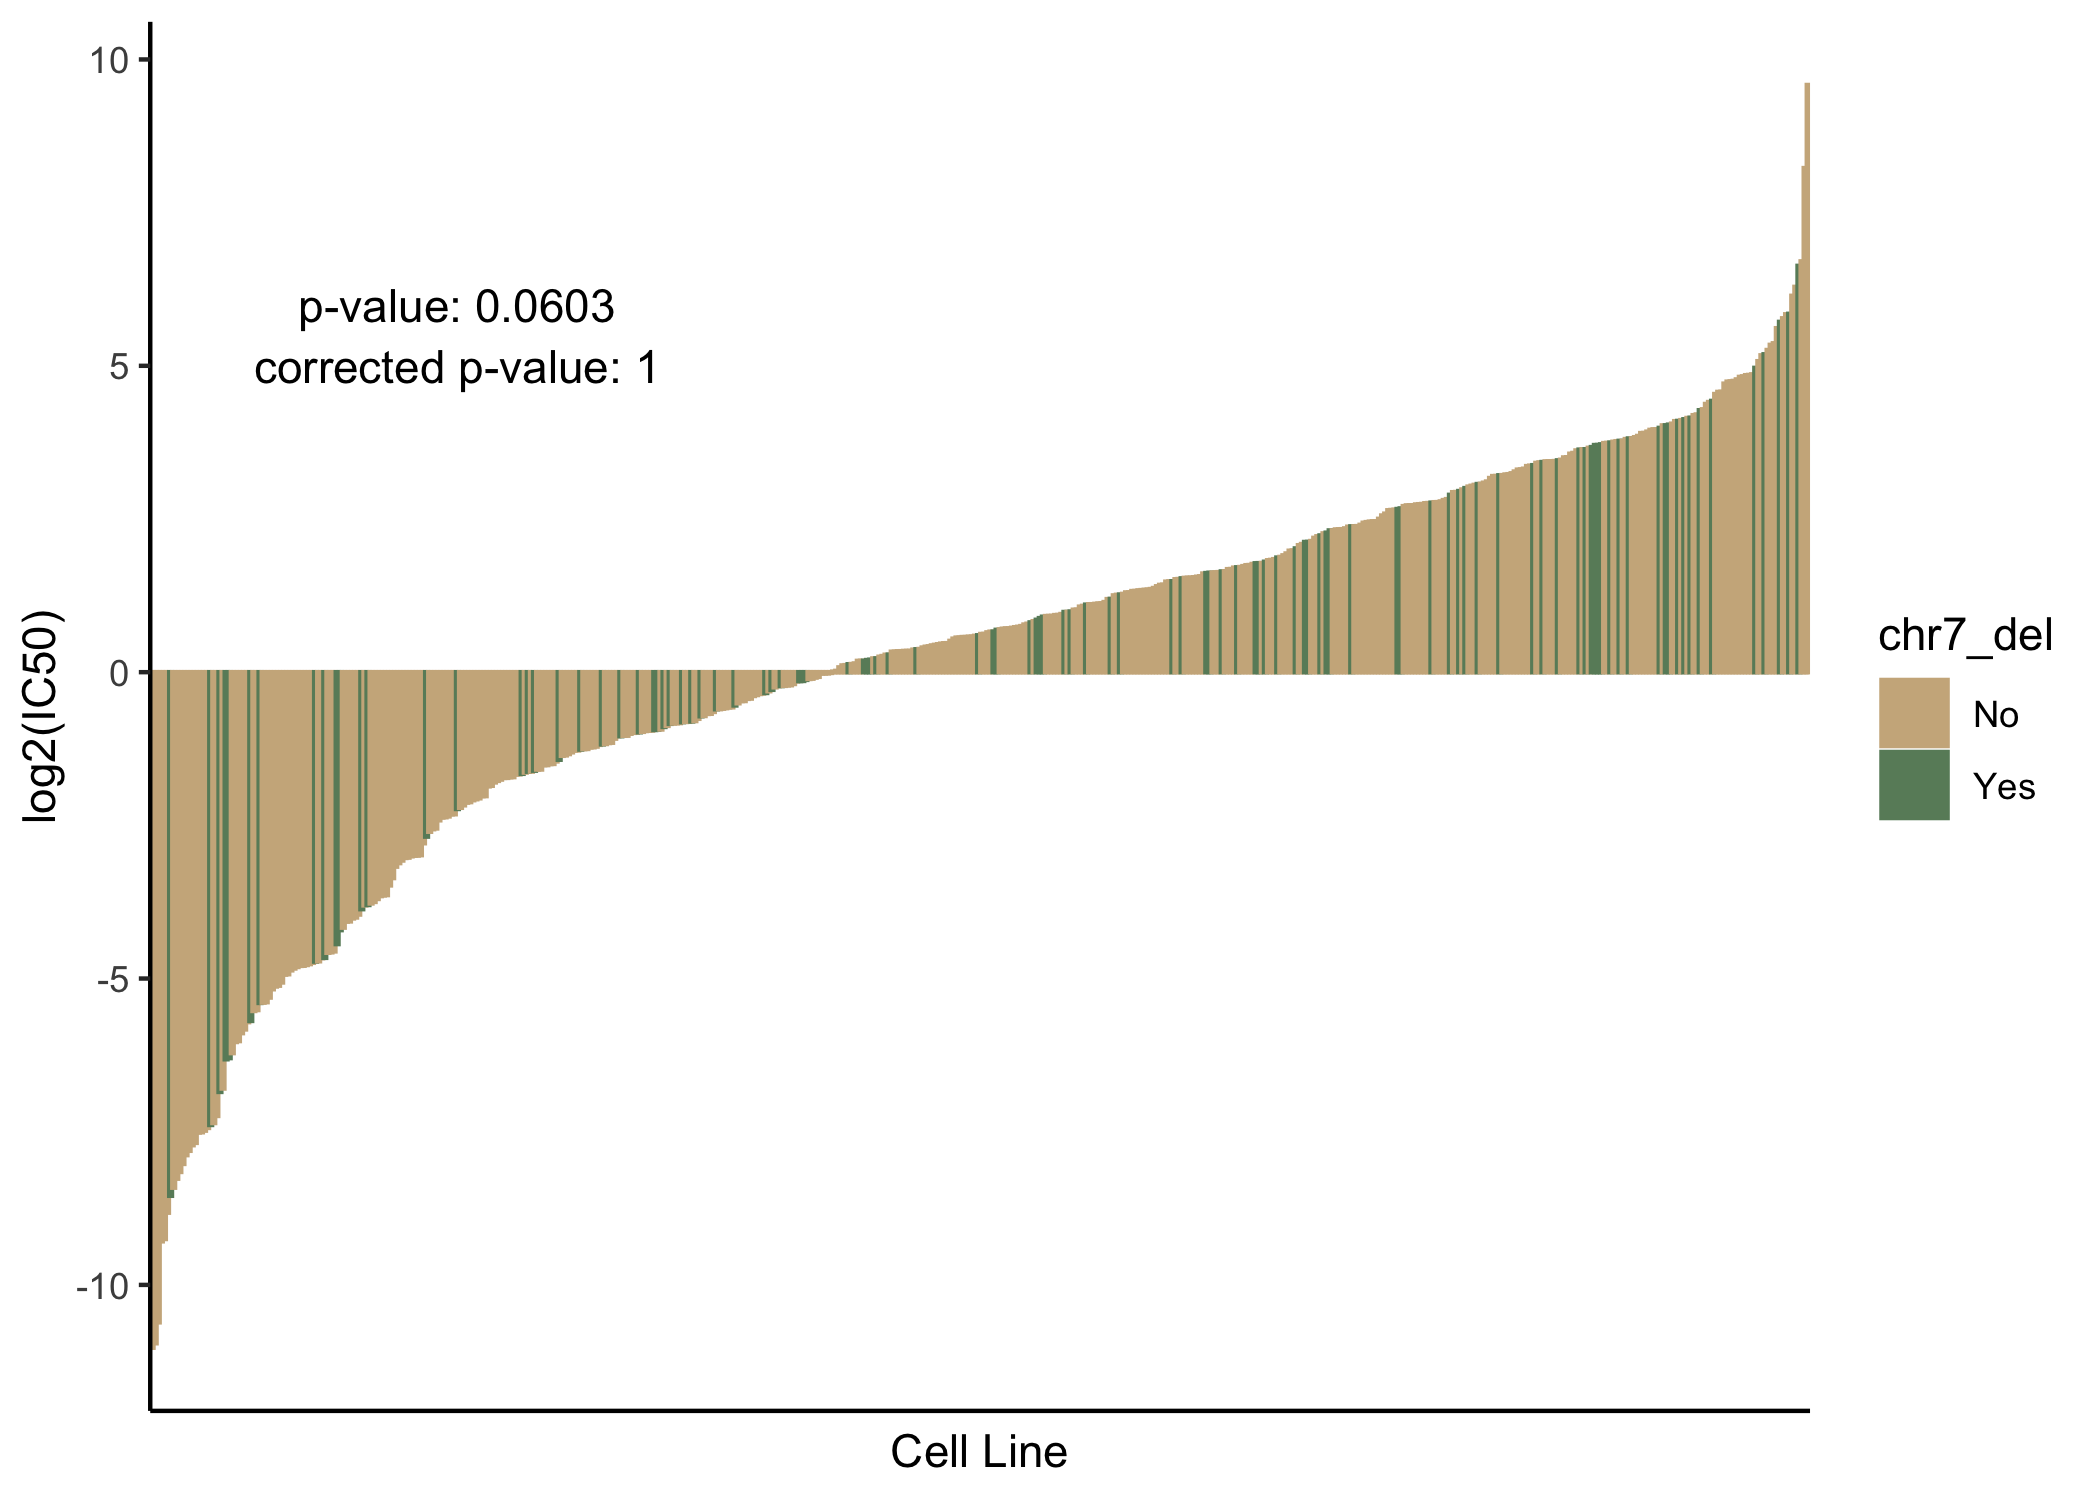 10
5
0
-5
-10
log2(IC50)
p-value: 0.0603
corrected p-value: 1
Cell Line
chr7_del
No
Yes